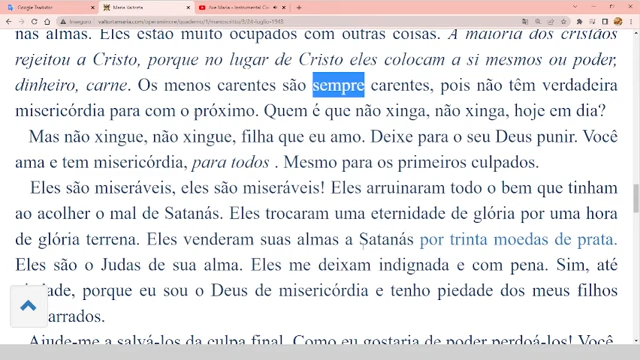 Google Tradutor
Maria Valtorta
Ave Maria - Instrumental Co
Não seguro
valtortamaria.com/operaminore/quaderno/1/manoscritto/5/26-luglio-1943
nas almas. Eles estão muito ocupados com outras coisas. A maioria dos cristãos
rejeitou a Cristo, porque no lugar de Cristo eles colocam a si mesmos ou poder,
dinheiro, carne. Os menos carentes são sempre carentes, pois não têm verdadeira
misericórdia para com o próximo. Quem é que não xinga, não xinga, hoje em dia?
Mas não xingue, não xingue, filha que eu amo. Deixe para o seu Deus punir. Você
ama e tem misericórdia, para todos . Mesmo para os primeiros culpados.
Eles são miseráveis, eles são miseráveis! Eles arruinaram todo o bem que tinham
ao acolher o mal de Satanás. Eles trocaram uma eternidade de glória por uma hora
de glória terrena. Eles venderam suas almas a Satanás por trinta moedas de prata.
Eles são o Judas de sua alma. Eles me deixam indignada e com pena. Sim, até
dade, porque eu sou o Deus de misericórdia e tenho piedade dos meus filhos
arrados.
Ajude-me a salvá-los da culpa final. Como eu gostaria de poder perdoá-los! Você,